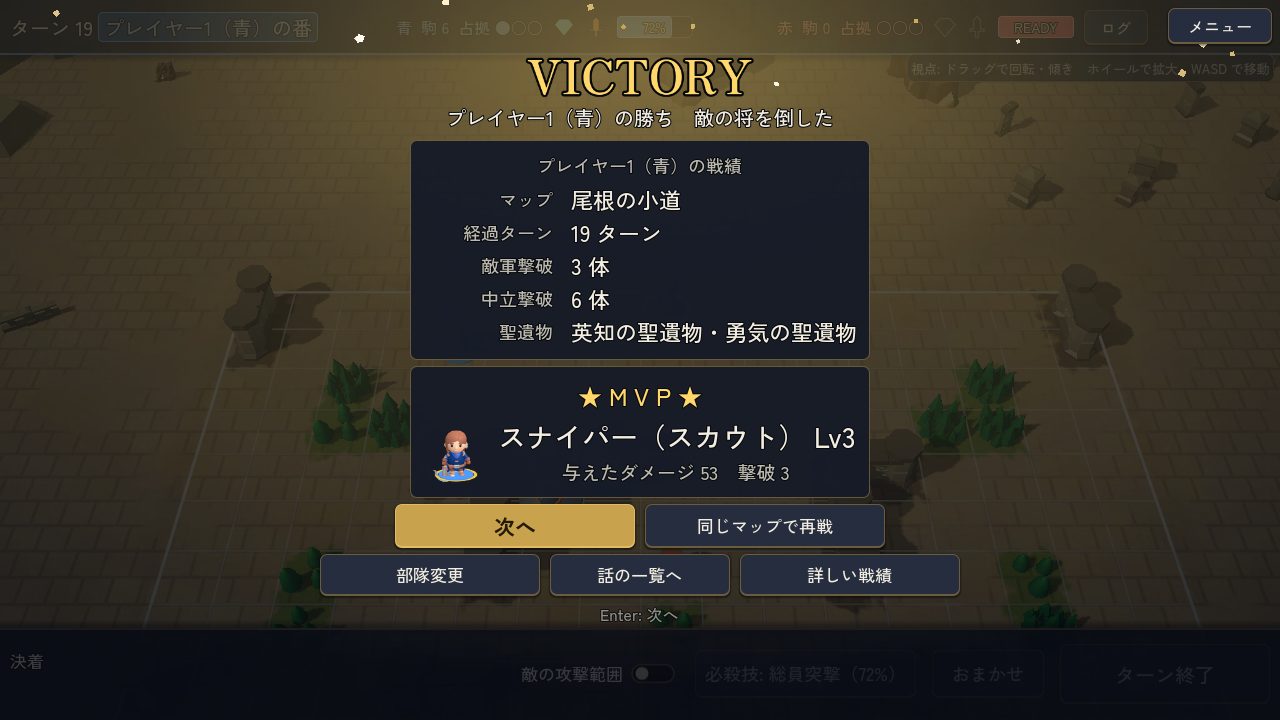 ターン 19 プレイヤー1（青）の番 青 駒 6 占拠 72% 赤 駒 0 占拠 READY ログ メニュー
視点: ドラッグで回転・傾き ホイールで拡大 WASD で移動
VICTORY
プレイヤー1（青）の勝ち 敵の将を倒した
プレイヤー1（青）の戦績
マップ 尾根の小道
経過ターン 19 ターン
敵軍撃破 3 体
中立撃破 6 体
聖遺物 英知の聖遺物・勇気の聖遺物
★ M V P ★
スナイパー（スカウト） Lv3
与えたダメージ 53 撃破 3
次へ 同じマップで再戦
部隊変更 話の一覧へ 詳しい戦績
Enter: 次へ
決着 敵の攻撃範囲 必殺技: 総員突撃（72%） おまかせ ターン終了